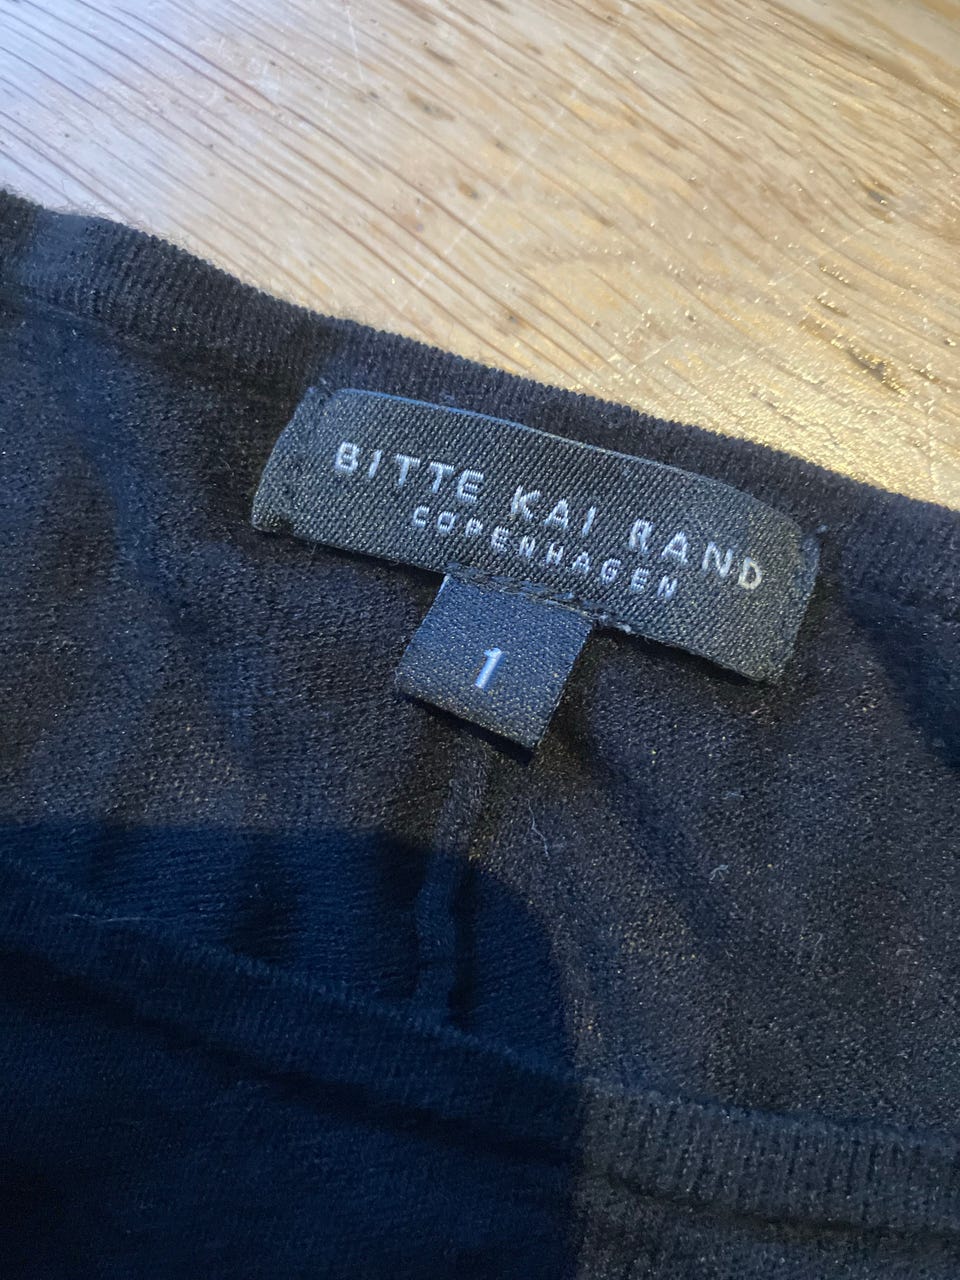 BITTE KAI RAND
COPENHAGEN
1